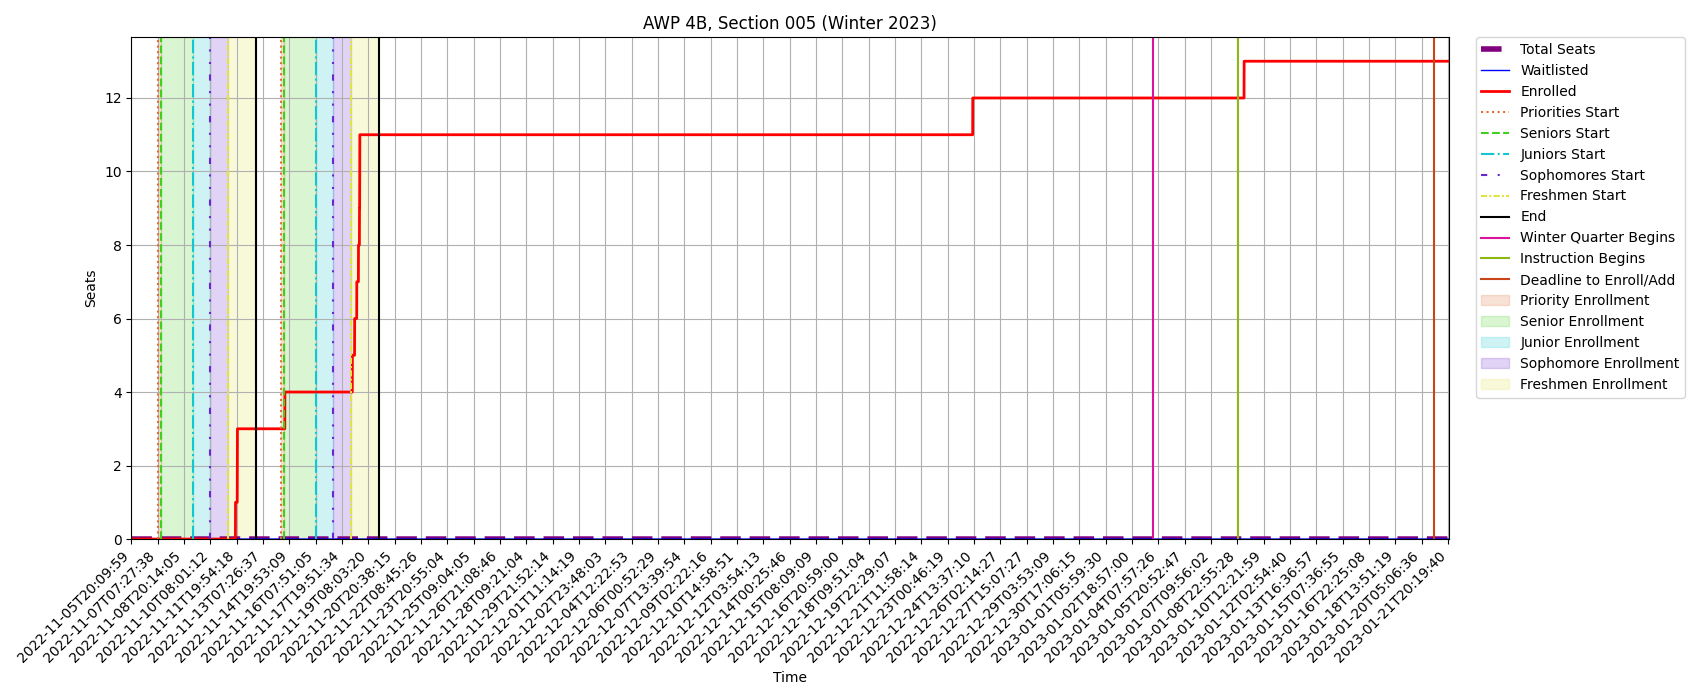 AWP 4B, Section 005 (Winter 2023)
Seats
12
10
8
6
4
2
0
2022-11-05T20:09:59
2022-11-07T07:27:38
2022-11-08T20:14:05
2022-11-10T08:01:12
2022-11-11T19:54:18
2022-11-13T07:26:37
2022-11-14T19:53:09
2022-11-16T07:51:05
2022-11-17T19:51:34
2022-11-19T08:03:20
2022-11-20T20:38:15
2022-11-22T08:45:26
2022-11-23T20:55:04
2022-11-25T09:04:05
2022-11-26T21:08:46
2022-11-28T09:21:04
2022-11-29T21:52:14
2022-12-01T11:14:19
2022-12-02T23:48:03
2022-12-04T12:22:53
2022-12-06T00:52:29
2022-12-07T13:39:54
2022-12-09T02:22:16
2022-12-10T14:58:51
2022-12-12T03:54:13
2022-12-14T00:25:46
2022-12-15T08:09:09
2022-12-16T20:59:00
2022-12-18T09:51:04
2022-12-19T22:29:07
2022-12-21T11:58:14
2022-12-23T00:46:19
2022-12-24T13:37:10
2022-12-26T02:14:27
2022-12-27T15:07:27
2022-12-29T03:53:09
2022-12-30T17:06:15
2023-01-01T05:59:30
2023-01-02T18:57:00
2023-01-04T07:57:26
2023-01-05T20:52:47
2023-01-07T09:56:02
2023-01-08T22:55:28
2023-01-10T12:21:59
2023-01-12T02:54:40
2023-01-13T16:36:57
2023-01-15T07:36:55
2023-01-16T22:25:08
2023-01-18T13:51:19
2023-01-20T05:06:36
2023-01-21T20:19:40
Time
Total Seats
Waitlisted
Enrolled
Priorities Start
Seniors Start
Juniors Start
Sophomores Start
Freshmen Start
End
Winter Quarter Begins
Instruction Begins
Deadline to Enroll/Add
Priority Enrollment
Senior Enrollment
Junior Enrollment
Sophomore Enrollment
Freshmen Enrollment